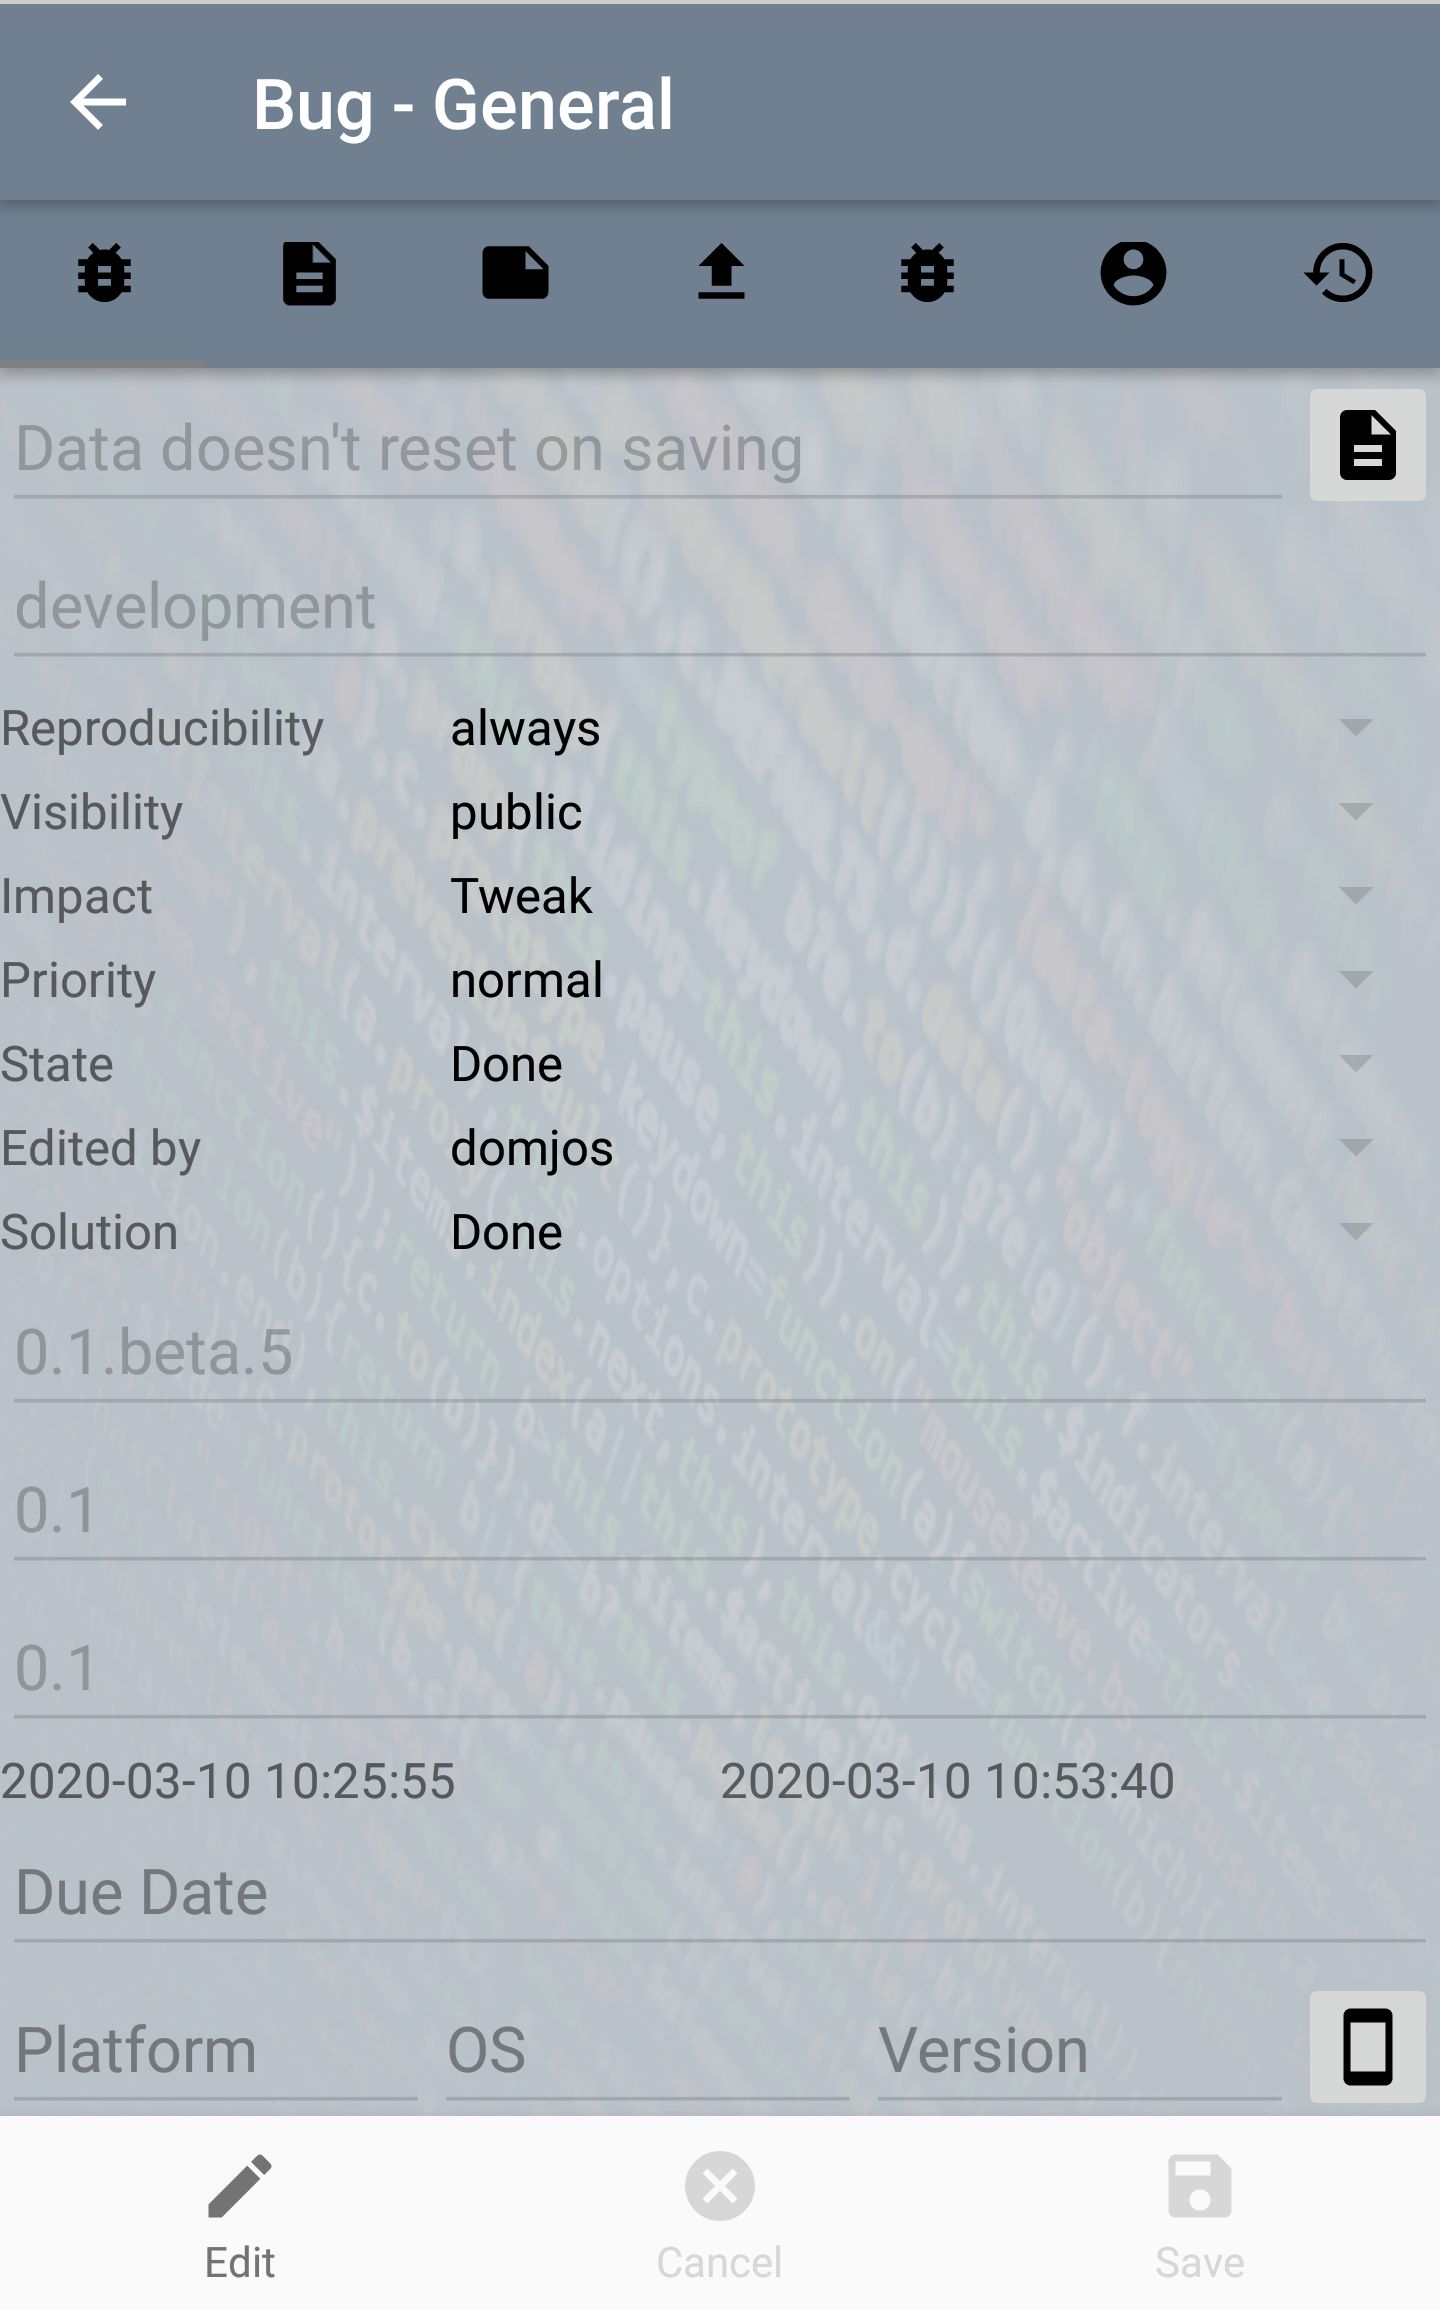 Bug - General
Data doesn't reset on saving
development
Reproducibility always
Visibility public
Impact Tweak
Priority normal
State Done
Edited by domjos
Solution Done
0.1.beta.5
0.1
0.1
2020-03-10 10:25:55 2020-03-10 10:53:40
Due Date
Platform OS Version
Edit Cancel Save